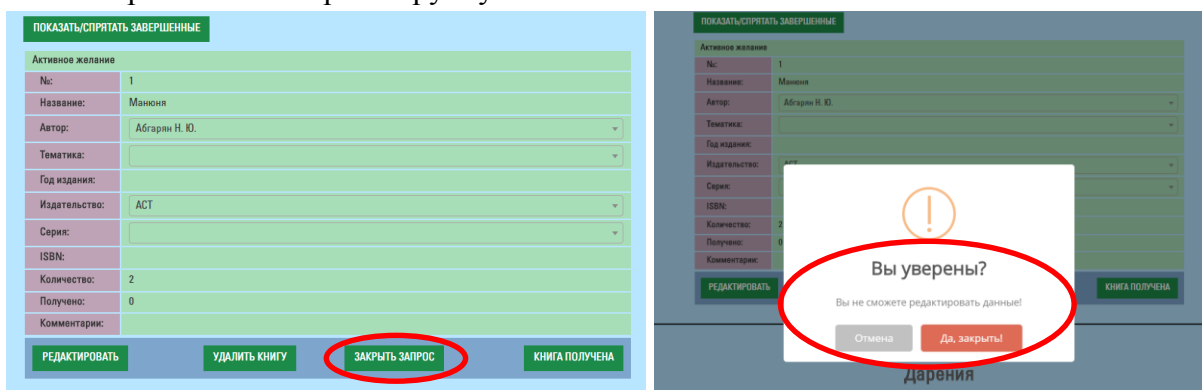 ПОКАЗАТЬ/СПРЯТАТЬ ЗАВЕРШЕННЫЕ
Активное желание
№: 1
Название: Манюня
Автор: Абгарян Н. Ю.
Тематика:
Год издания:
Издательство: АСТ
Серия:
ISBN:
Количество: 2
Получено: 0
Комментарии:
РЕДАКТИРОВАТЬ УДАЛИТЬ КНИГУ ЗАКРЫТЬ ЗАПРОС КНИГА ПОЛУЧЕНА
ПОКАЗАТЬ/СПРЯТАТЬ ЗАВЕРШЕННЫЕ
Активное желание
№: 1
Название: Манюня
Автор: Абгарян Н. Ю.
Тематика:
Год издания:
Издательство: АСТ
Серия:
ISBN:
Количество: 2
Получено: 0
Комментарии:
РЕДАКТИРОВАТЬ КНИГА ПОЛУЧЕНА
Вы уверены?
Вы не сможете редактировать данные!
Отмена Да, закрыть!
Дарения